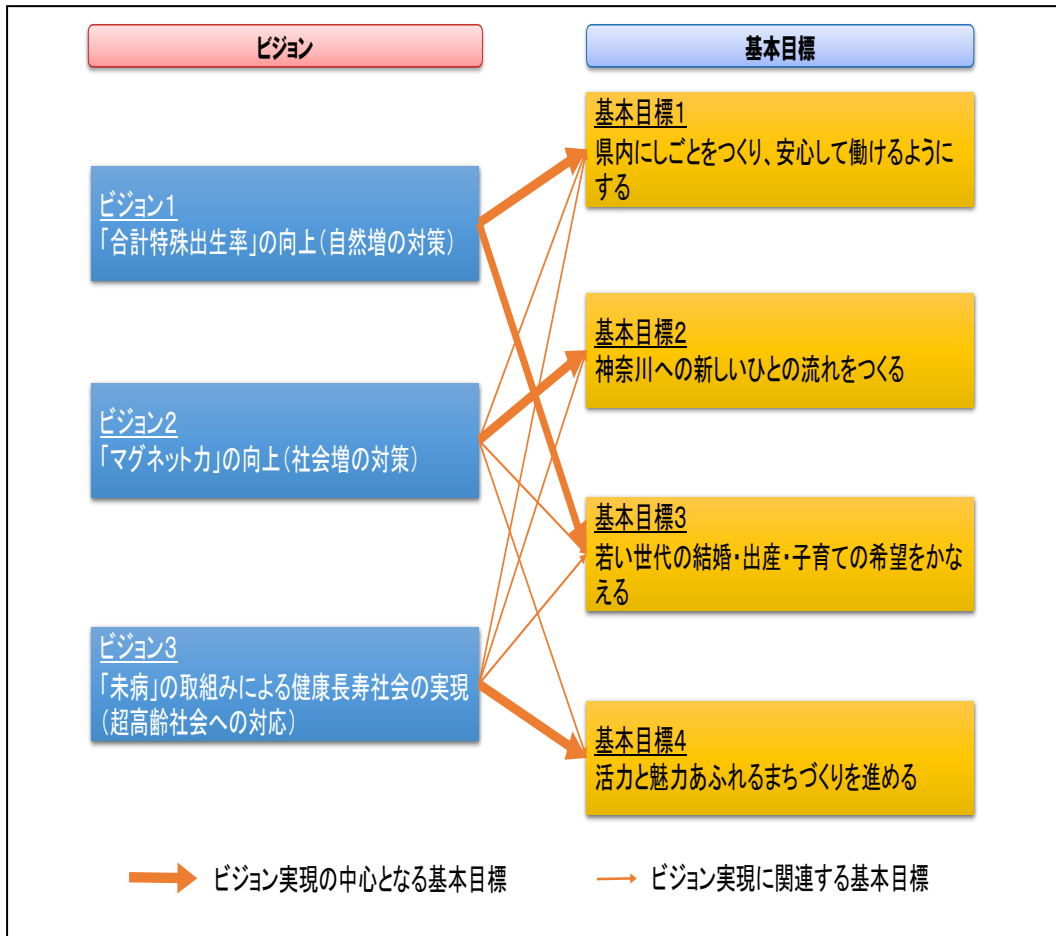 ビジョン
基本目標
ビジョン1
「合計特殊出生率」の向上(自然増の対策)
ビジョン2
「マグネット力」の向上(社会増の対策)
ビジョン3
「未病」の取組みによる健康長寿社会の実現
(超高齢社会への対応)
基本目標1
県内にしごとをつくり、安心して働けるように
する
基本目標2
神奈川への新しいひとの流れをつくる
基本目標3
若い世代の結婚・出産・子育ての希望をかな
える
基本目標4
活力と魅力あふれるまちづくりを進める
ビジョン実現の中心となる基本目標
ビジョン実現に関連する基本目標